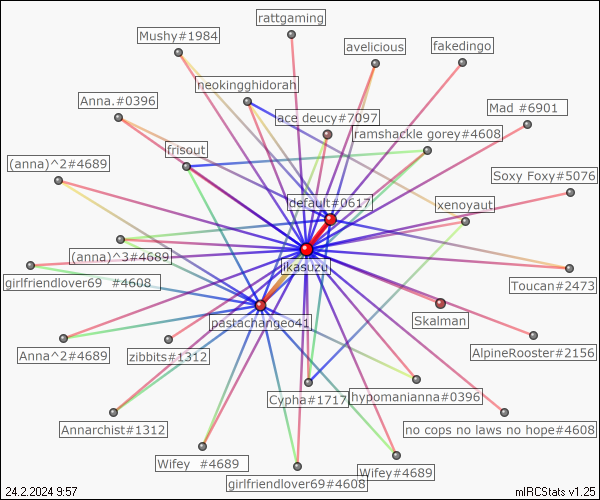 rattgaming
Mushy#1984
avelicious
fakedingo
neokingghidorah
Anna.#0396
ace deucy#7097
Mad #6901
ramshackle gorey#4608
frisout
(anna)^2#4689
Soxy Foxy#5076
default#0617
xenoyaut
(anna)^3#4689
ikasuzu
girlfriendlover69 #4608
Toucan#2473
pastachangeo41
Skalman
Anna^2#4689
zibbits#1312
AlpineRooster#2156
Cypha#1717
hypomanianna#0396
Annarchist#1312
no cops no laws no hope#4608
Wifey #4689
Wifey#4689
girlfriendlover69#4608
24.2.2024 9:57
mIRCStats v1.25